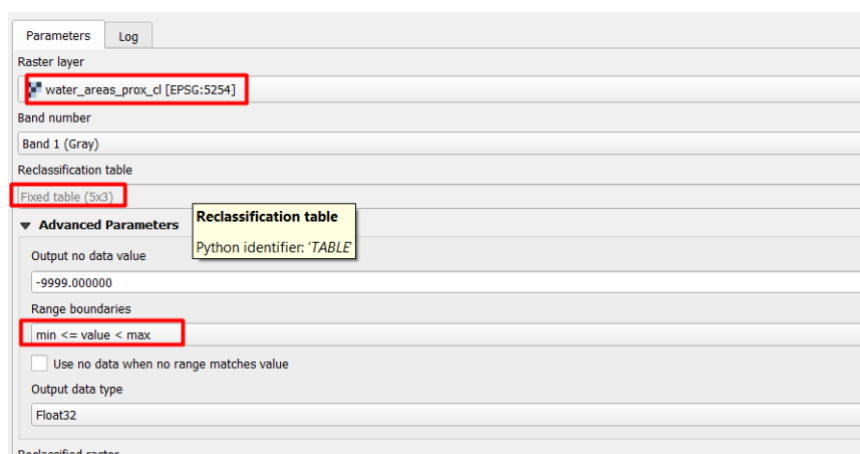 Parameters Log
Raster layer
water_areas_prox_cl [EPSG:5254]
Band number
Band 1 (Gray)
Reclassification table
Fixed table (5x3)
Reclassification table
Python identifier: 'TABLE'
Advanced Parameters
Output no data value
-9999.000000
Range boundaries
min <= value < max
Use no data when no range matches value
Output data type
Float32
Reclassified raster